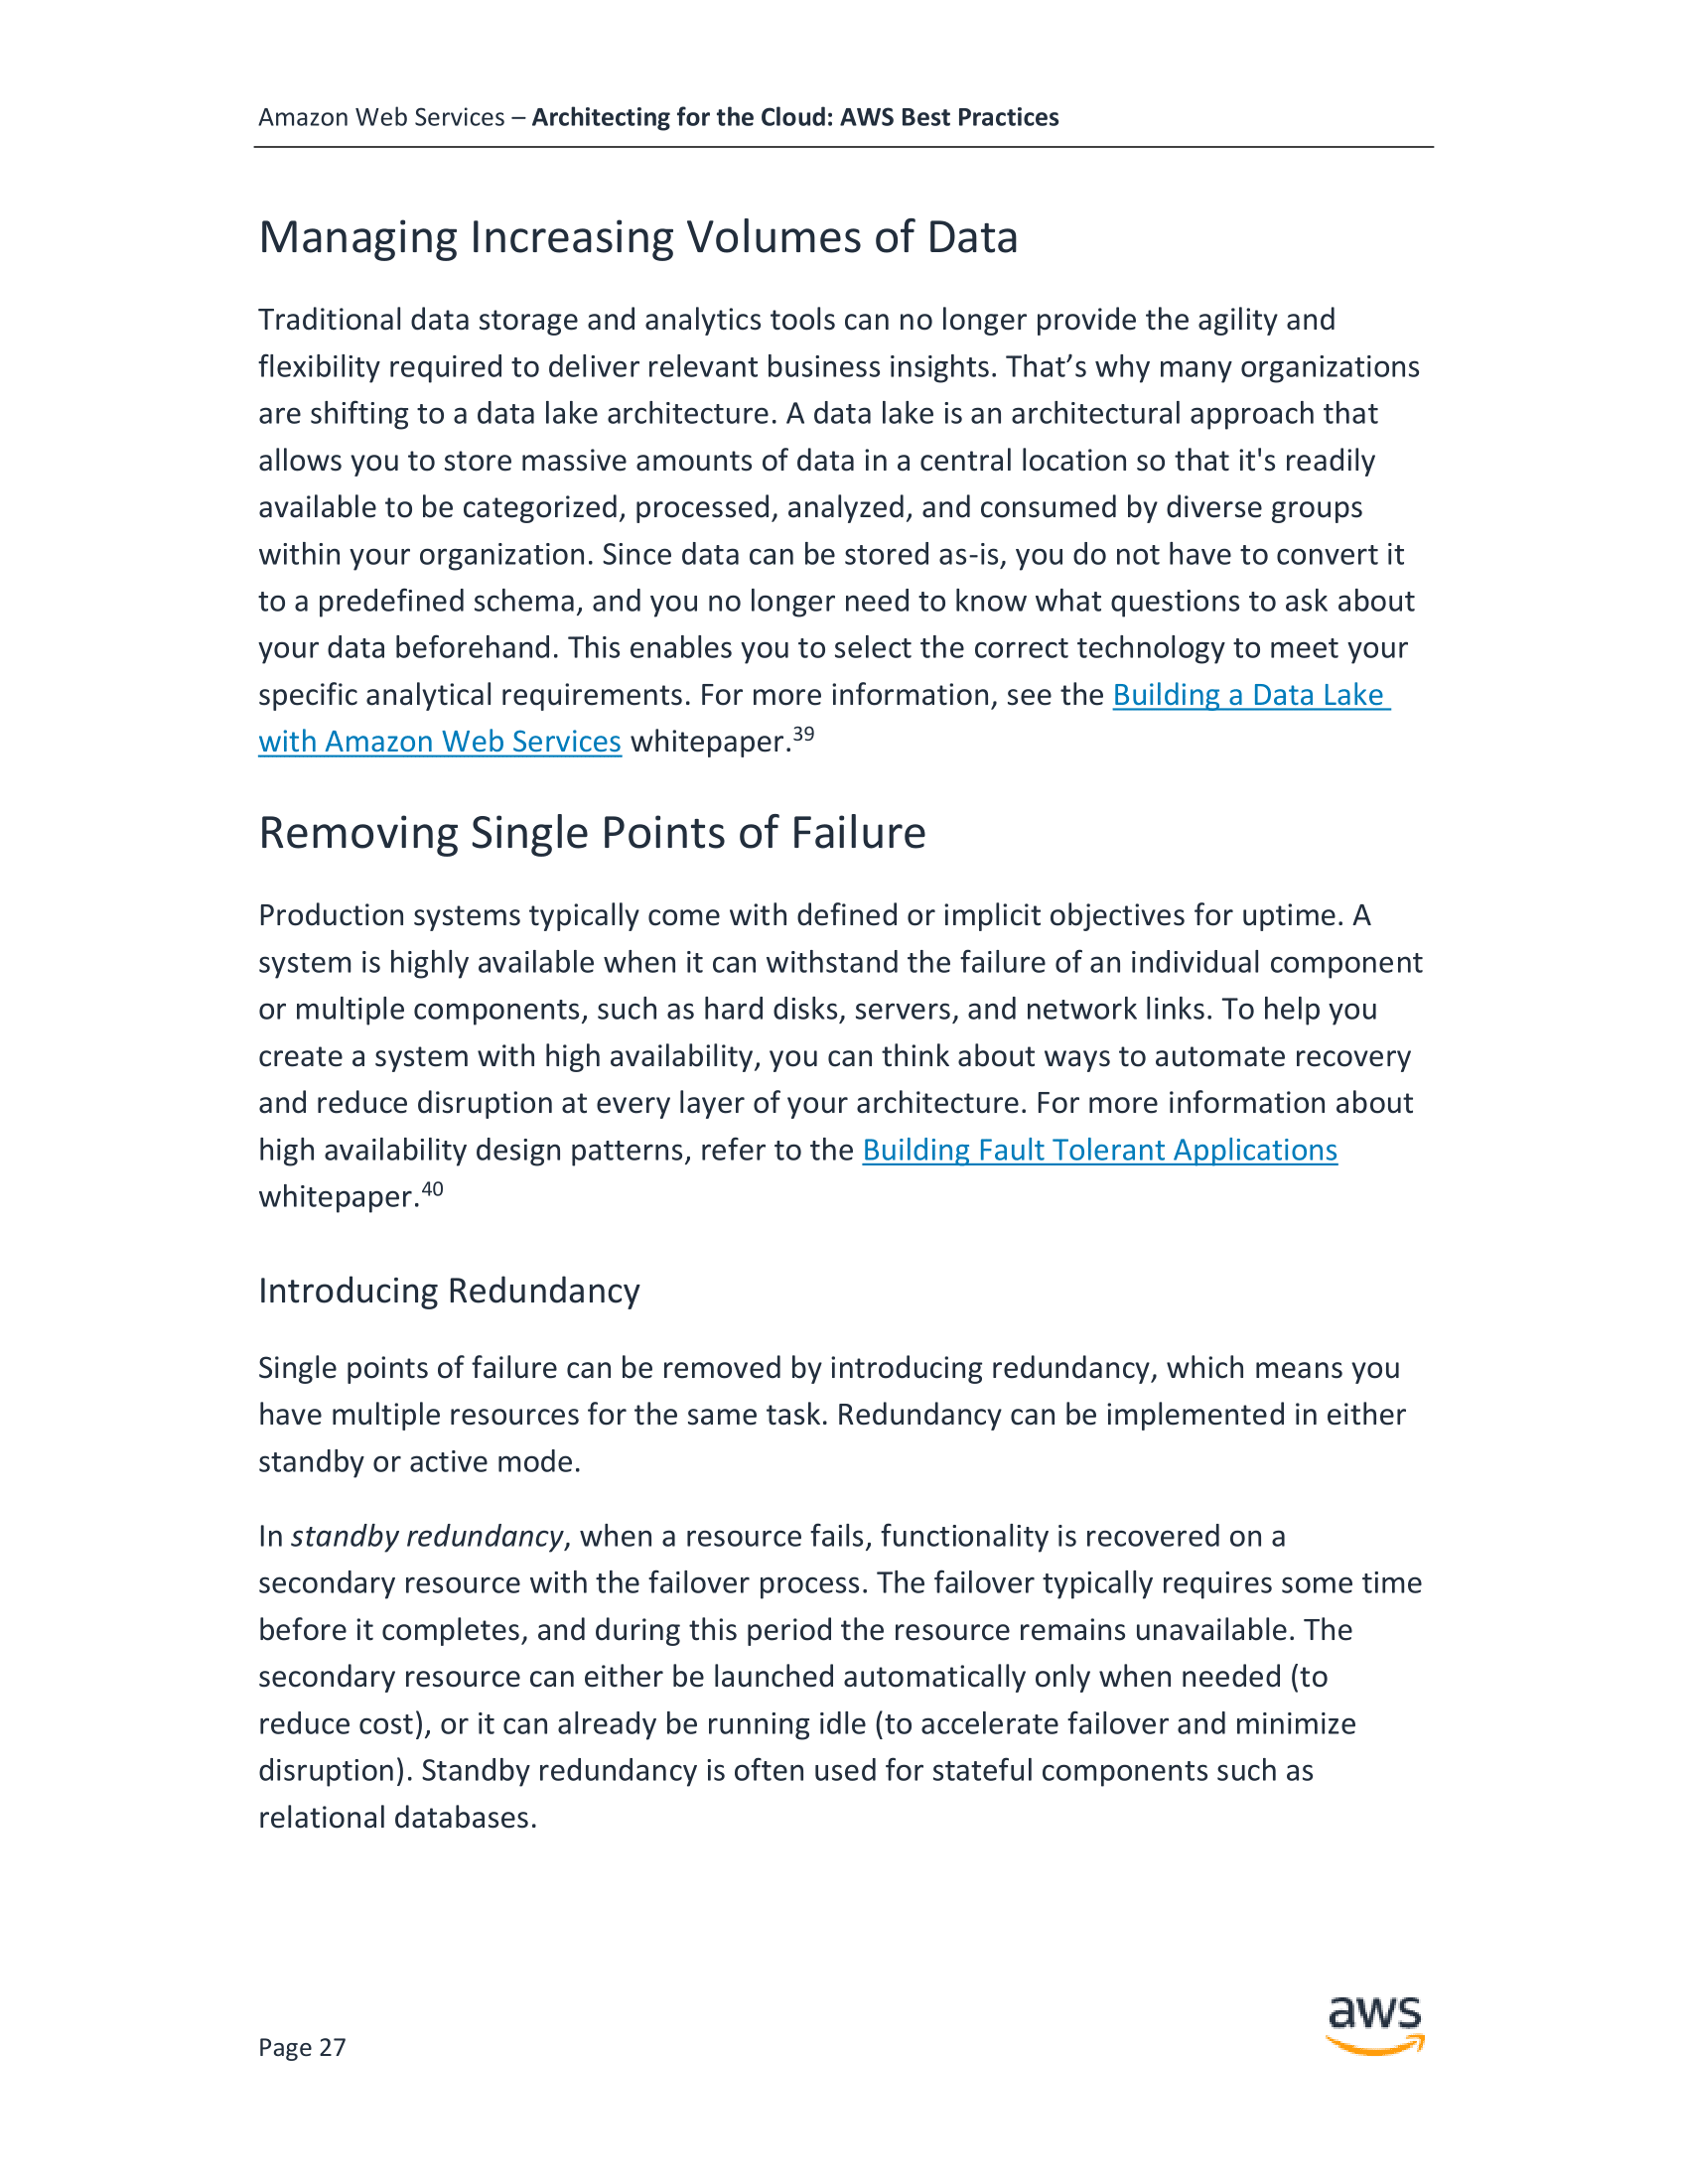 Amazon Web Services – Architecting for the Cloud: AWS Best Practices
Managing Increasing Volumes of Data
Traditional data storage and analytics tools can no longer provide the agility and
flexibility required to deliver relevant business insights. That’s why many organizations
are shifting to a data lake architecture. A data lake is an architectural approach that
allows you to store massive amounts of data in a central location so that it's readily
available to be categorized, processed, analyzed, and consumed by diverse groups
within your organization. Since data can be stored as-is, you do not have to convert it
to a predefined schema, and you no longer need to know what questions to ask about
your data beforehand. This enables you to select the correct technology to meet your
specific analytical requirements. For more information, see the Building a Data Lake
with Amazon Web Services whitepaper.39
Removing Single Points of Failure
Production systems typically come with defined or implicit objectives for uptime. A
system is highly available when it can withstand the failure of an individual component
or multiple components, such as hard disks, servers, and network links. To help you
create a system with high availability, you can think about ways to automate recovery
and reduce disruption at every layer of your architecture. For more information about
high availability design patterns, refer to the Building Fault Tolerant Applications
whitepaper.40
Introducing Redundancy
Single points of failure can be removed by introducing redundancy, which means you
have multiple resources for the same task. Redundancy can be implemented in either
standby or active mode.
In standby redundancy, when a resource fails, functionality is recovered on a
secondary resource with the failover process. The failover typically requires some time
before it completes, and during this period the resource remains unavailable. The
secondary resource can either be launched automatically only when needed (to
reduce cost), or it can already be running idle (to accelerate failover and minimize
disruption). Standby redundancy is often used for stateful components such as
relational databases.
aws
Page 27